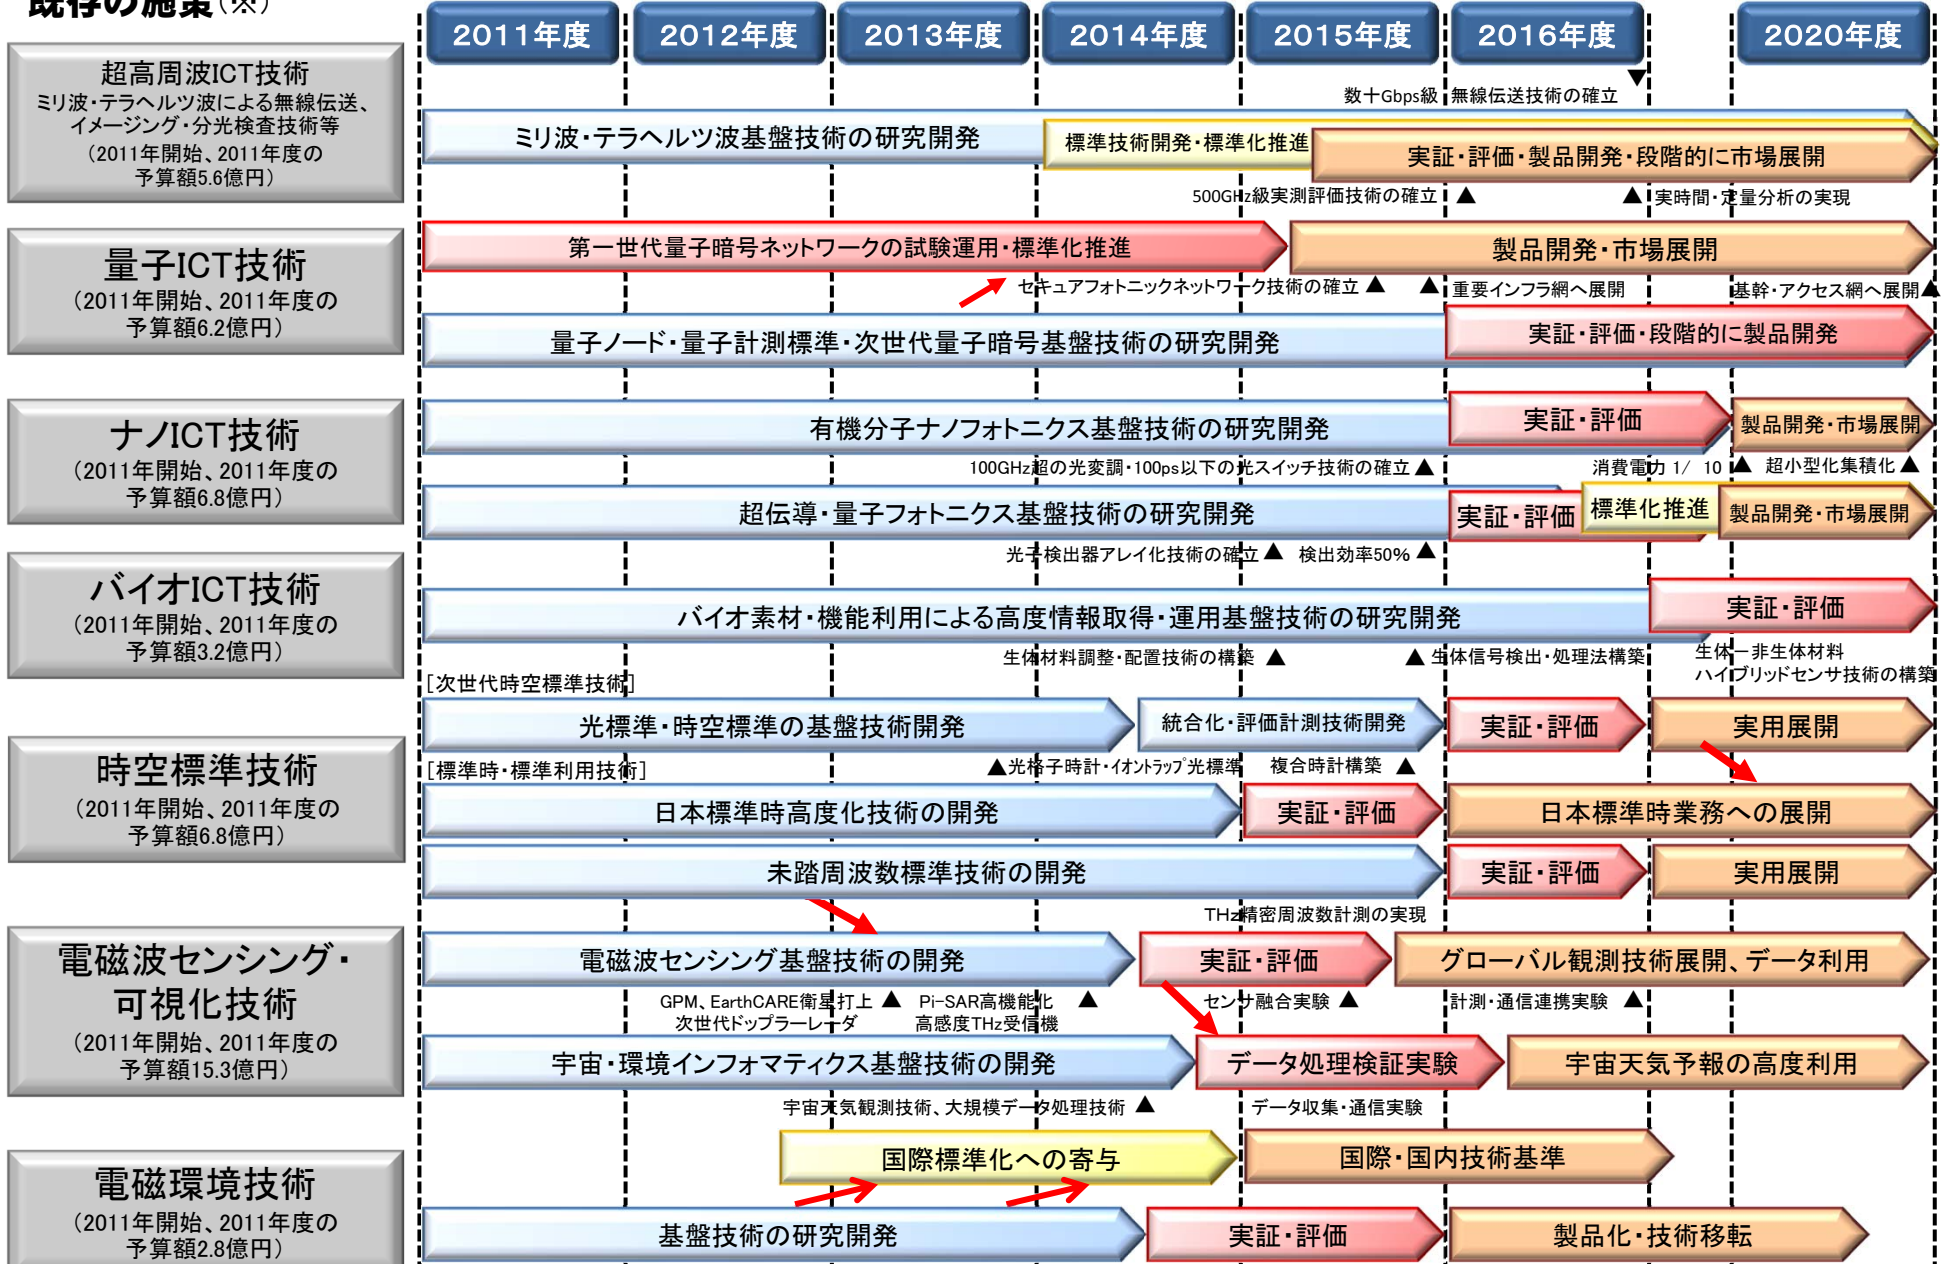 既存の施策(※)
2011年度
2012年度
2013年度
2014年度
2015年度
2016年度
2020年度
超高周波ICT技術
ミリ波・テラヘルツ波による無線伝送、
イメージング・分光検査技術等
(2011年開始、2011年度の
予算額5.6億円)
数十Gbps級 無線伝送技術の確立 ▼
ミリ波・テラヘルツ波基盤技術の研究開発
標準技術開発・標準化推進
実証・評価・製品開発・段階的に市場展開
500GHz級実測評価技術の確立 ▲
▲ 実時間・定量分析の実現
量子ICT技術
(2011年開始、2011年度の
予算額6.2億円)
第一世代量子暗号ネットワークの試験運用・標準化推進
製品開発・市場展開
セキュアフォトニックネットワーク技術の確立 ▲
▲ 重要インフラ網へ展開
基幹・アクセス網へ展開▲
量子ノード・量子計測標準・次世代量子暗号基盤技術の研究開発
実証・評価・段階的に製品開発
ナノICT技術
(2011年開始、2011年度の
予算額6.8億円)
有機分子ナノフォトニクス基盤技術の研究開発
実証・評価
製品開発・市場展開
100GHz超の光変調・100ps以下の光スイッチ技術の確立 ▲
消費電力 1/ 10 ▲
超小型化集積化 ▲
超伝導・量子フォトニクス基盤技術の研究開発
実証・評価
標準化推進
製品開発・市場展開
光子検出器アレイ化技術の確立 ▲
検出効率50% ▲
バイオICT技術
(2011年開始、2011年度の
予算額3.2億円)
バイオ素材・機能利用による高度情報取得・運用基盤技術の研究開発
実証・評価
生体材料調整・配置技術の構築 ▲
▲ 生体信号検出・処理法構築
生体－非生体材料
ハイブリッドセンサ技術の構築
時空標準技術
(2011年開始、2011年度の
予算額6.8億円)
[次世代時空標準技術]
光標準・時空標準の基盤技術開発
統合化・評価計測技術開発
実証・評価
実用展開
[標準時・標準利用技術]
▲光格子時計・イオントラップ光標準
複合時計構築 ▲
日本標準時高度化技術の開発
実証・評価
日本標準時業務への展開
未踏周波数標準技術の開発
実証・評価
実用展開
THz精密周波数計測の実現
電磁波センシング・
可視化技術
(2011年開始、2011年度の
予算額15.3億円)
電磁波センシング基盤技術の開発
実証・評価
グローバル観測技術展開、データ利用
GPM、EarthCARE衛星打上 ▲
次世代ドップラーレーダ
Pi-SAR高機能化 ▲
高感度THz受信機
センサ融合実験 ▲
計測・通信連携実験 ▲
宇宙・環境インフォマティクス基盤技術の開発
データ処理検証実験
宇宙天気予報の高度利用
宇宙天気観測技術、大規模データ処理技術 ▲
データ収集・通信実験
電磁環境技術
(2011年開始、2011年度の
予算額2.8億円)
国際標準化への寄与
国際・国内技術基準
基盤技術の研究開発
実証・評価
製品化・技術移転